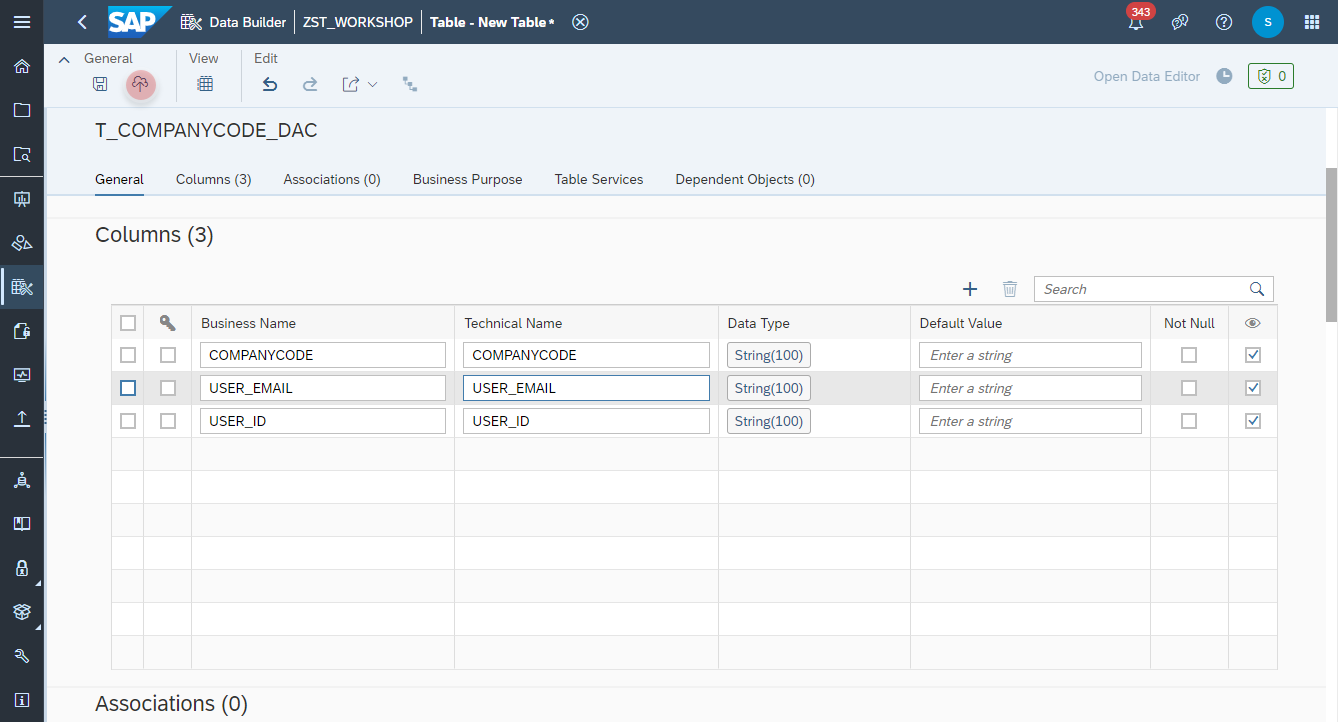 SAP Data Builder ZST_WORKSHOP Table - New Table * 343 S
General View Edit
Open Data Editor 0
T_COMPANYCODE_DAC
General Columns (3) Associations (0) Business Purpose Table Services Dependent Objects (0)
Columns (3)
Search
Business Name Technical Name Data Type Default Value Not Null
COMPANYCODE COMPANYCODE String(100) Enter a string
USER_EMAIL USER_EMAIL String(100) Enter a string
USER_ID USER_ID String(100) Enter a string
Associations (0)